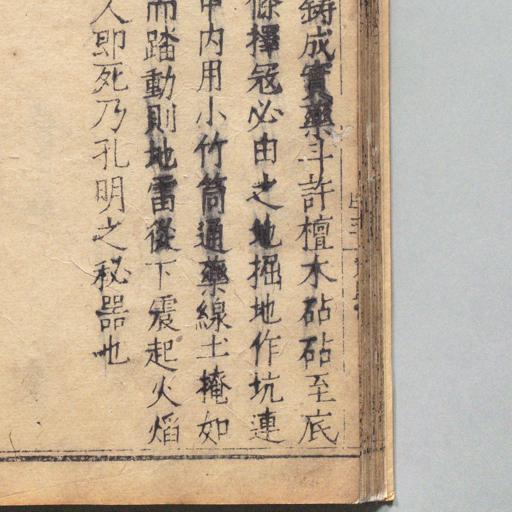 鑄成實藥斗許檀木砧砧至底
條擇冦必由之地掘地作坑連
中内用小竹筒通藥線土掩如
而踏動則地雷從下震起火焰
人即死乃孔明之秘器也